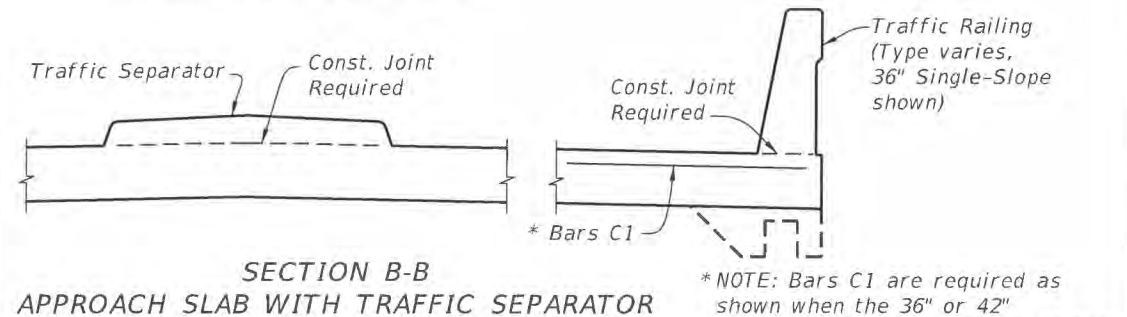 Traffic Separator
Const. Joint
Required
Const. Joint
Required
Traffic Railing
(Type varies,
36" Single-Slope
shown)
* Bars C1
SECTION B-B
APPROACH SLAB WITH TRAFFIC SEPARATOR
* NOTE: Bars C1 are required as
shown when the 36" or 42"